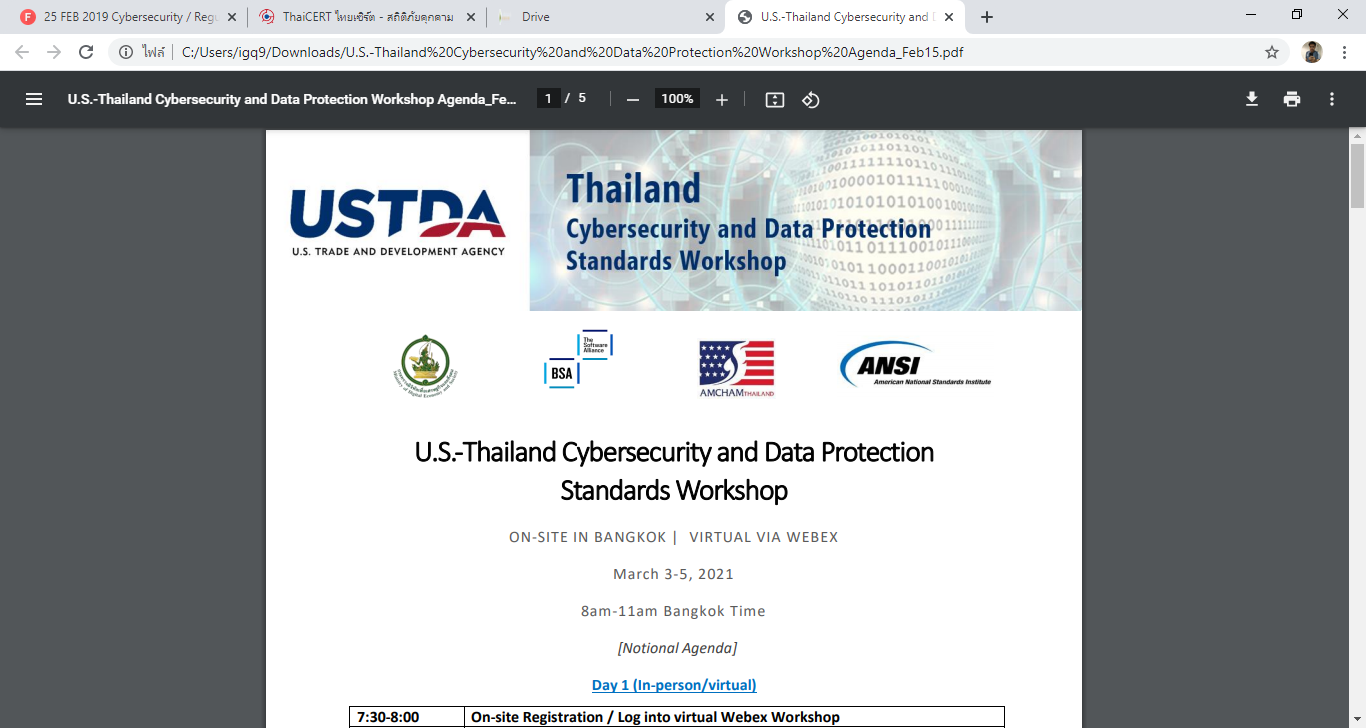 25 FEB 2019 Cybersecurity / Regu
ThaiCERT ไทยเซิร์ต - สถิติภัยคุกคาม
Drive
U.S.-Thailand Cybersecurity and D
ไฟล์
C:/Users/igq9/Downloads/U.S.-Thailand%20Cybersecurity%20and%20Data%20Protection%20Workshop%20Agenda_Feb15.pdf
U.S.-Thailand Cybersecurity and Data Protection Workshop Agenda_Fe...
1 / 5
100%
USTDA
U.S. TRADE AND DEVELOPMENT AGENCY
Thailand
Cybersecurity and Data Protection
Standards Workshop
The
Software
Alliance
BSA
AMCHAMTHAILAND
ANSI
American National Standards Institute
U.S.-Thailand Cybersecurity and Data Protection
Standards Workshop
ON-SITE IN BANGKOK | VIRTUAL VIA WEBEX
March 3-5, 2021
8am-11am Bangkok Time
[Notional Agenda]
Day 1 (In-person/virtual)
7:30-8:00 On-site Registration / Log into virtual Webex Workshop